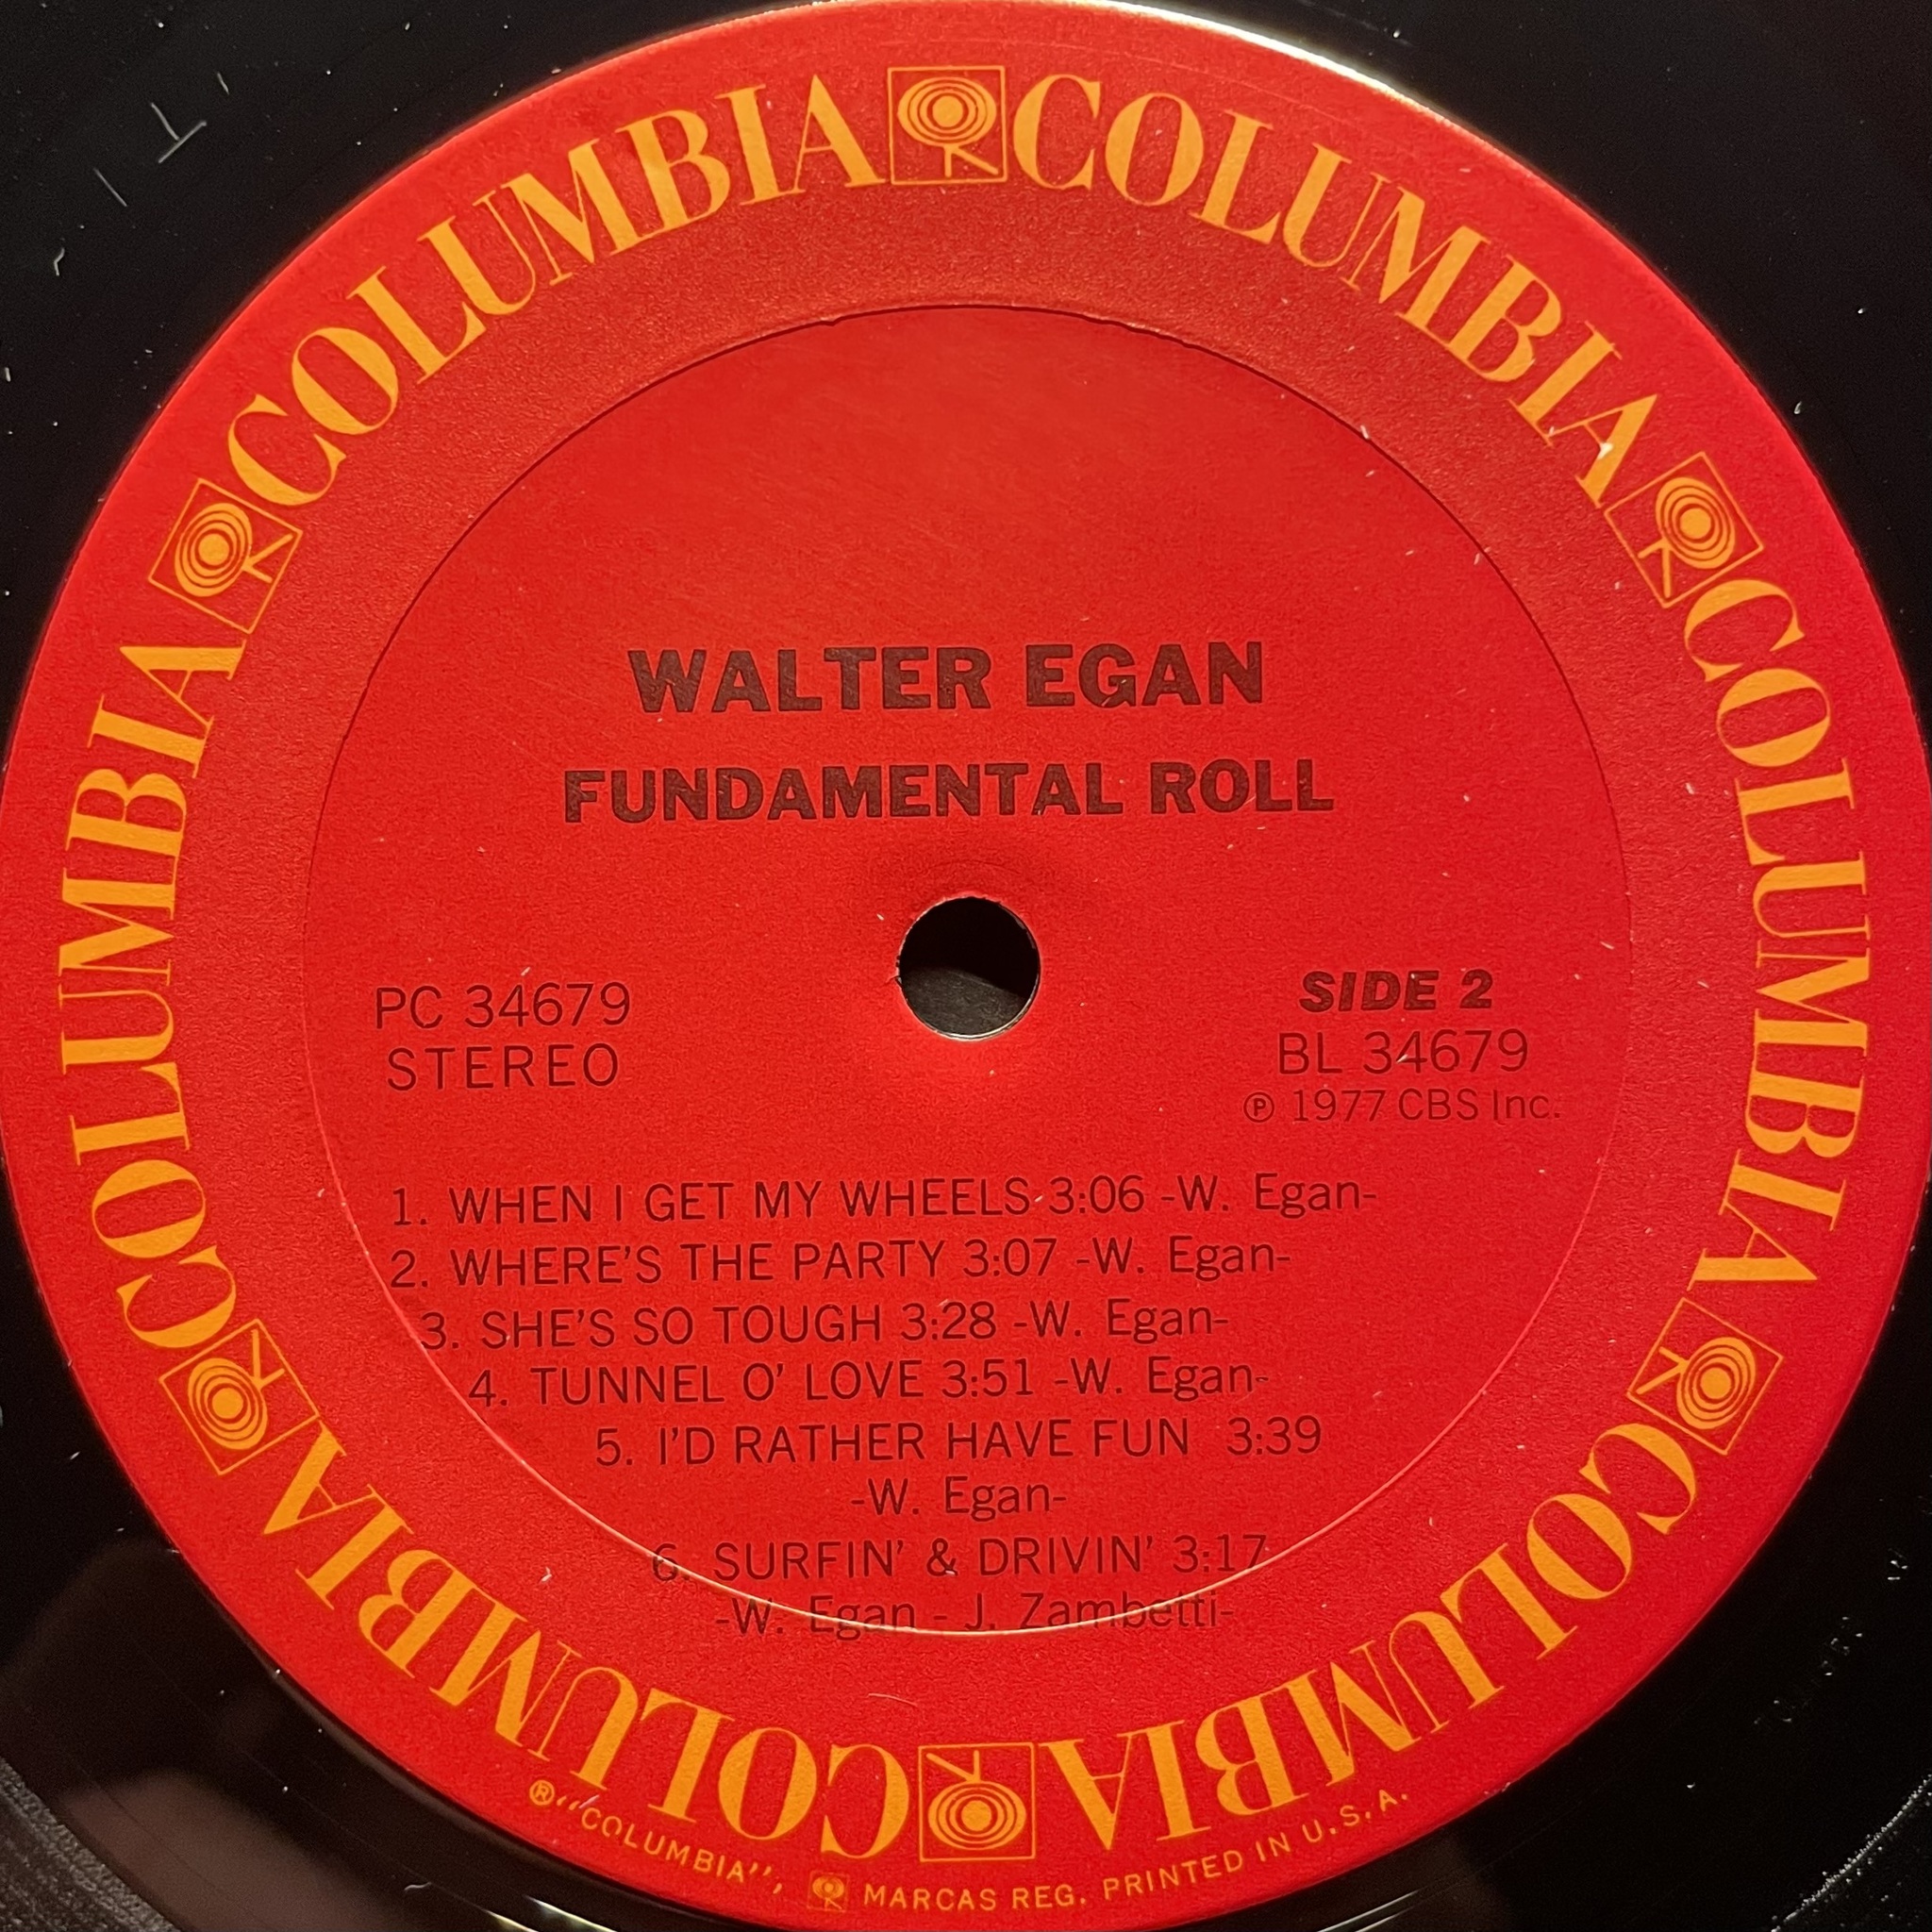 COLUMBIA COLUMBIA COLUMBIA COLUMBIA COLUMBIA COLUMBIA
WALTER EGAN
FUNDAMENTAL ROLL
PC 34679
STEREO
SIDE 2
BL 34679
Ⓟ 1977 CBS Inc.
1. WHEN I GET MY WHEELS 3:06 -W. Egan-
2. WHERE'S THE PARTY 3:07 -W. Egan-
3. SHE'S SO TOUGH 3:28 -W. Egan-
4. TUNNEL O' LOVE 3:51 -W. Egan-
5. I'D RATHER HAVE FUN 3:39
-W. Egan-
6. SURFIN' & DRIVIN' 3:17
-W. Egan - J. Zambetti-
®"COLUMBIA", MARCAS REG. PRINTED IN U.S.A.